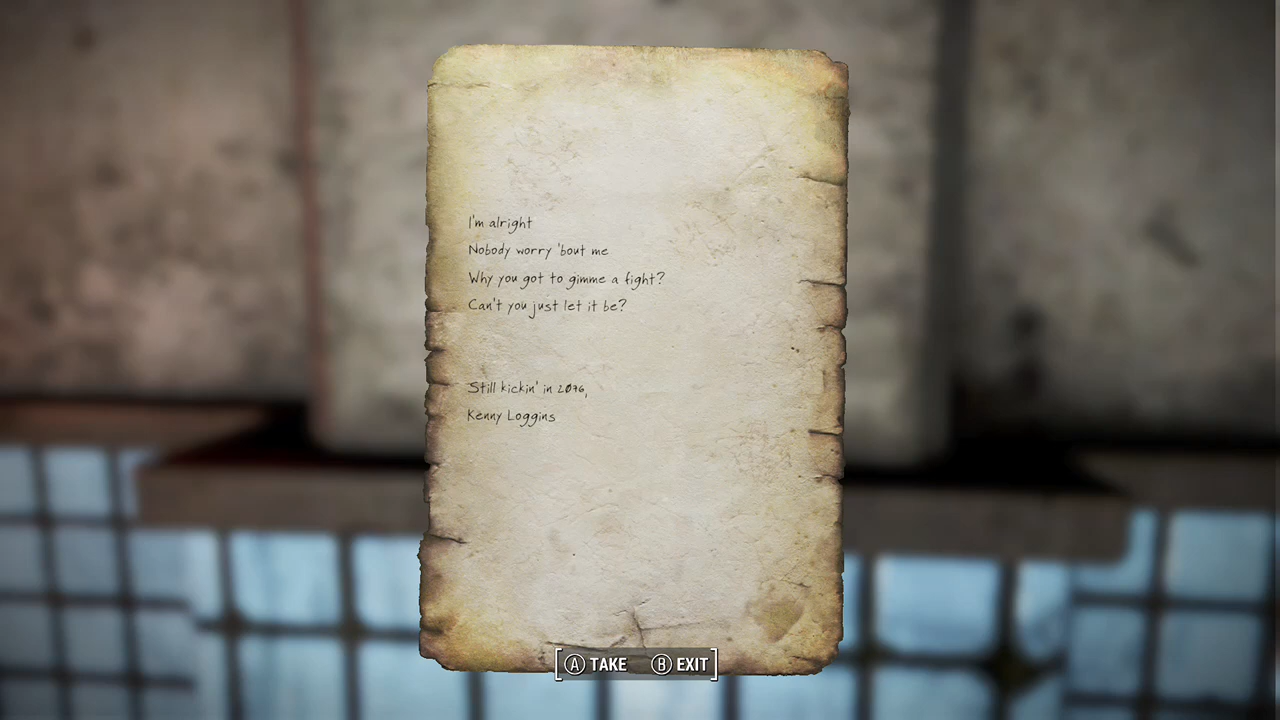 I'm alright
Nobody worry 'bout me
Why you got to gimme a fight?
Can't you just let it be?
Still kickin' in 2076,
Kenny Loggins
A TAKE B EXIT